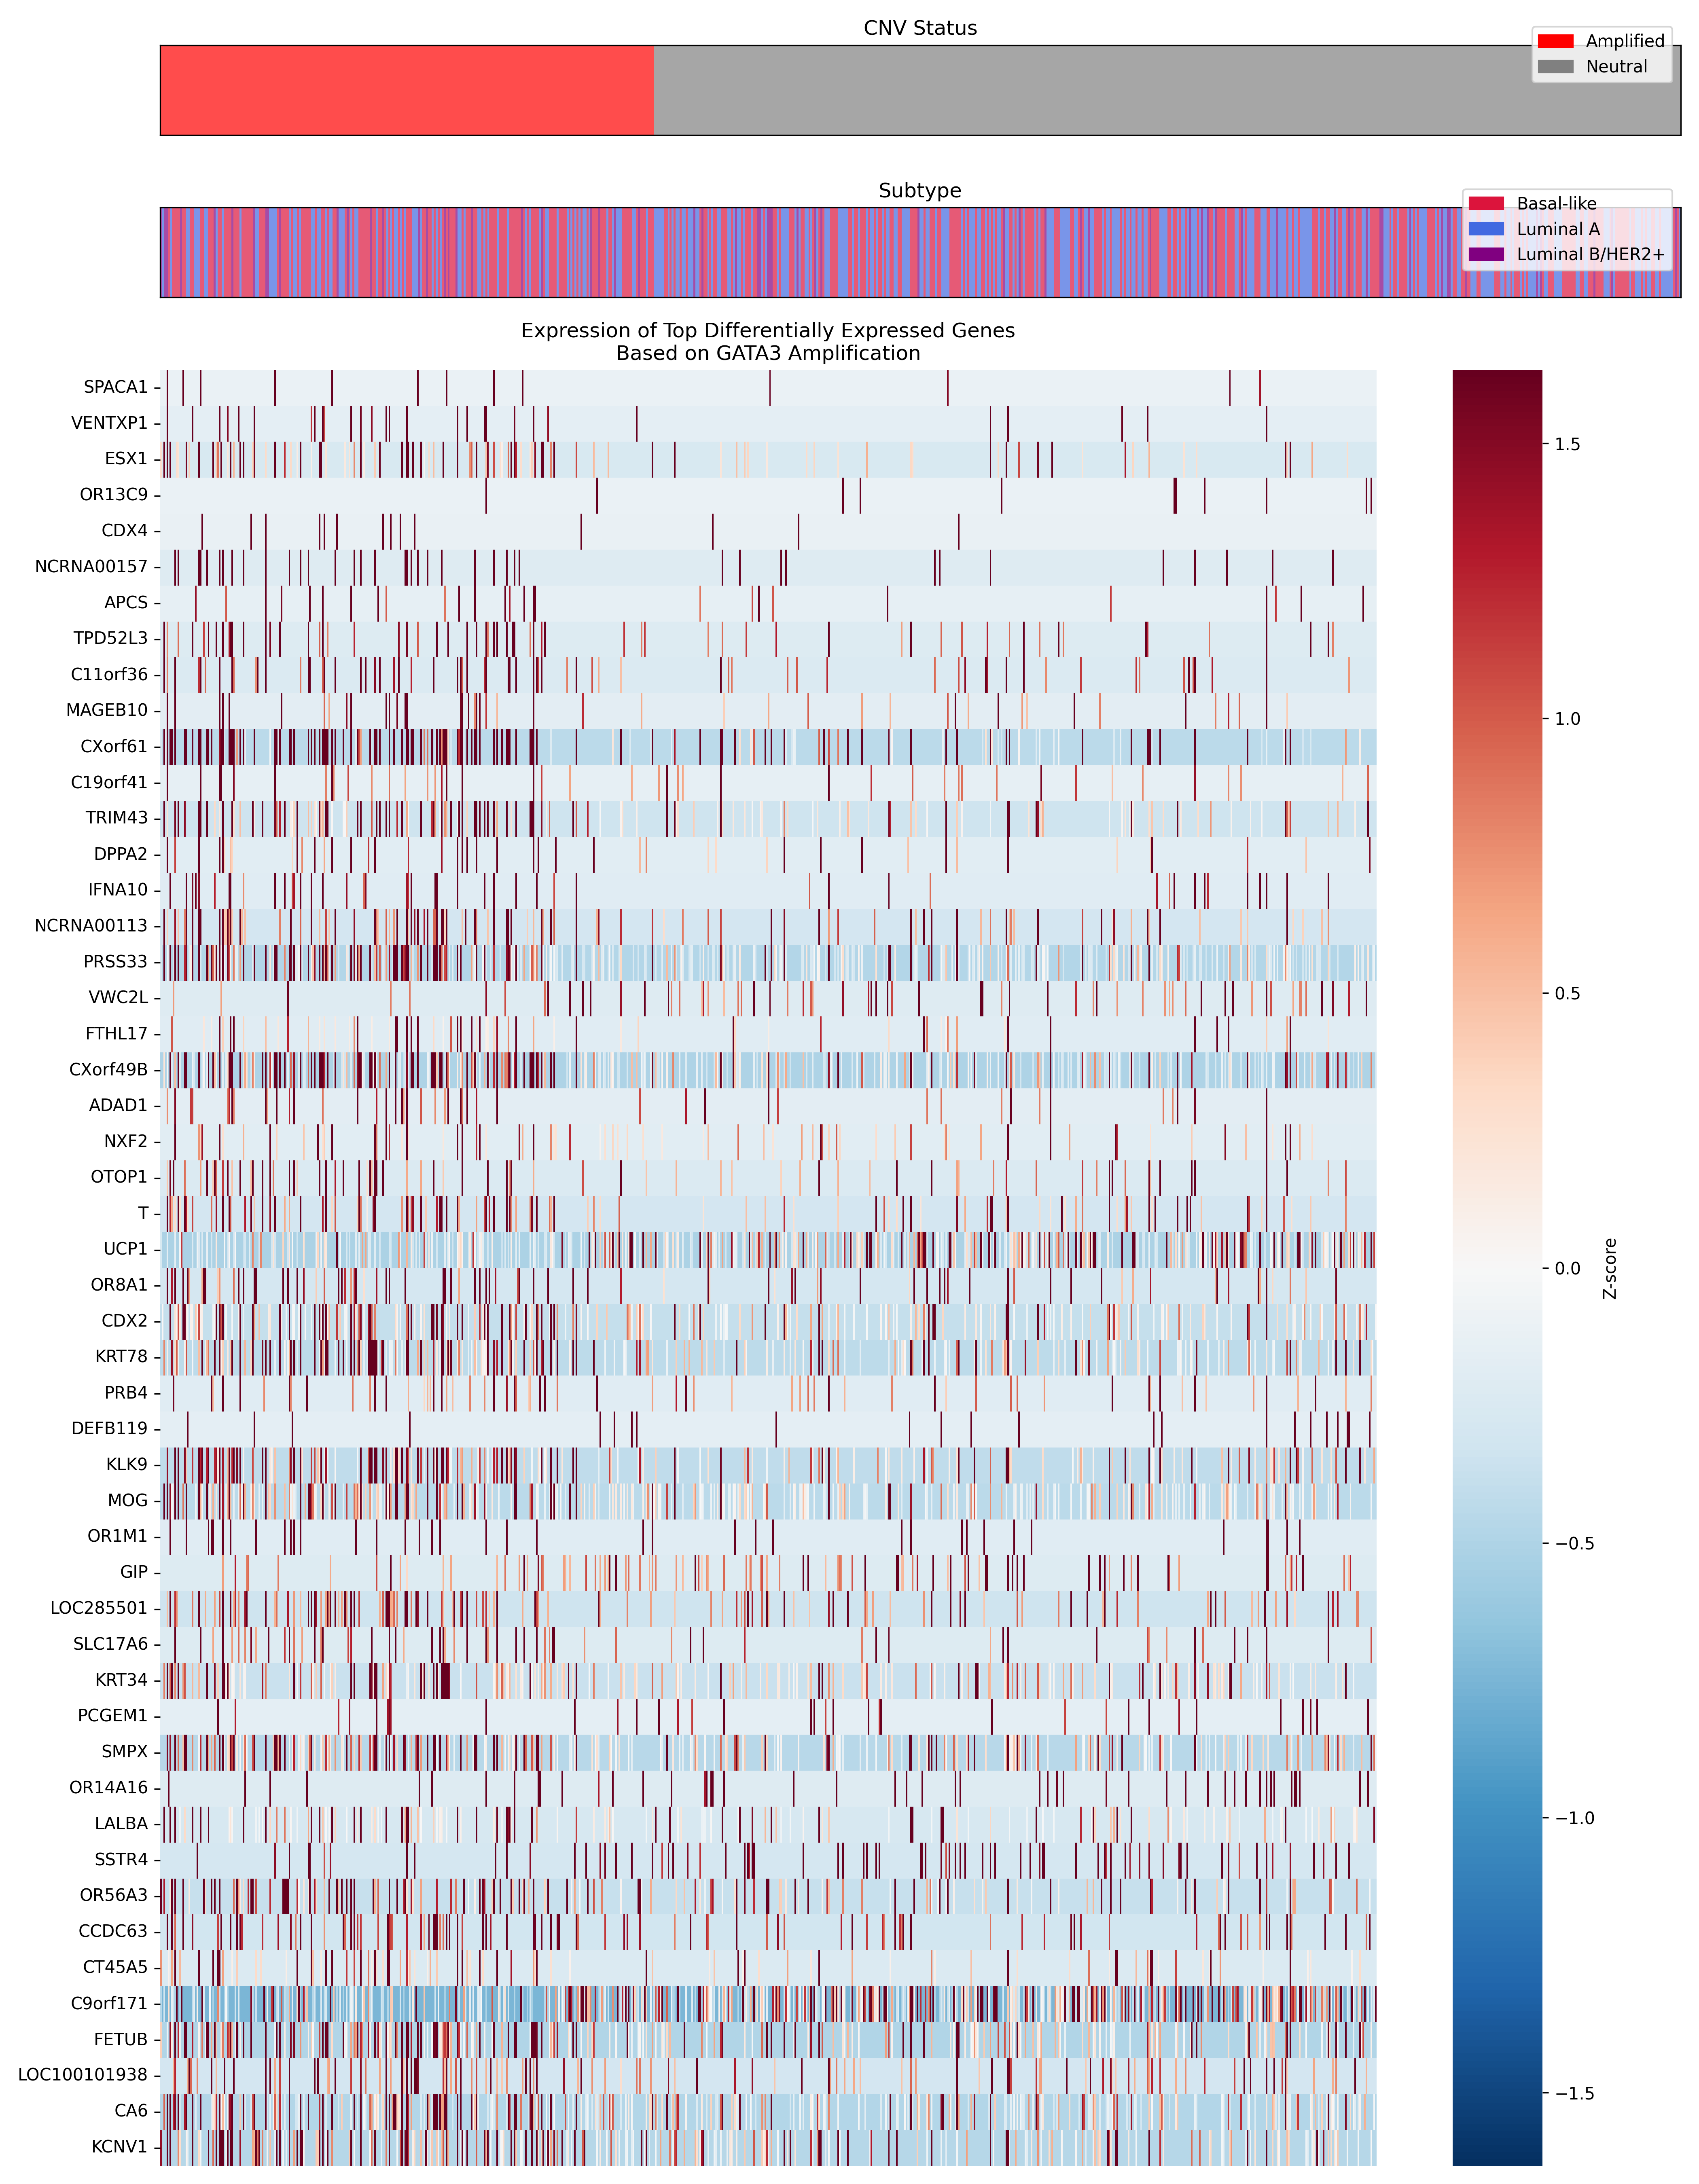 CNV Status
Amplified
Neutral
Subtype
Basal-like
Luminal A
Luminal B/HER2+
Expression of Top Differentially Expressed Genes
Based on GATA3 Amplification
SPACA1
VENTXP1
ESX1
OR13C9
CDX4
NCRNA00157
APCS
TPD52L3
C11orf36
MAGEB10
CXorf61
C19orf41
TRIM43
DPPA2
IFNA10
NCRNA00113
PRSS33
VWC2L
FTHL17
CXorf49B
ADAD1
NXF2
OTOP1
T
UCP1
OR8A1
CDX2
KRT78
PRB4
DEFB119
KLK9
MOG
OR1M1
GIP
LOC285501
SLC17A6
KRT34
PCGEM1
SMPX
OR14A16
LALBA
SSTR4
OR56A3
CCDC63
CT45A5
C9orf171
FETUB
LOC100101938
CA6
KCNV1
1.5
1.0
0.5
0.0
−0.5
−1.0
−1.5
Z-score